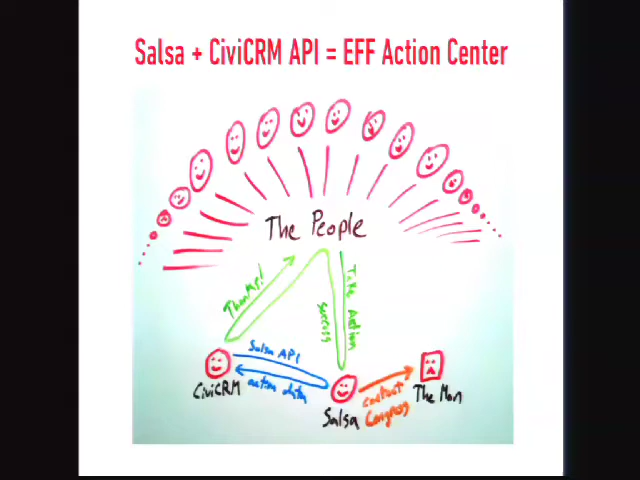 Salsa + CiviCRM API = EFF Action Center
The People
Thanks!
Take Action
success
Salsa API
action data
CiviCRM
Salsa
contact
Congress
The Man